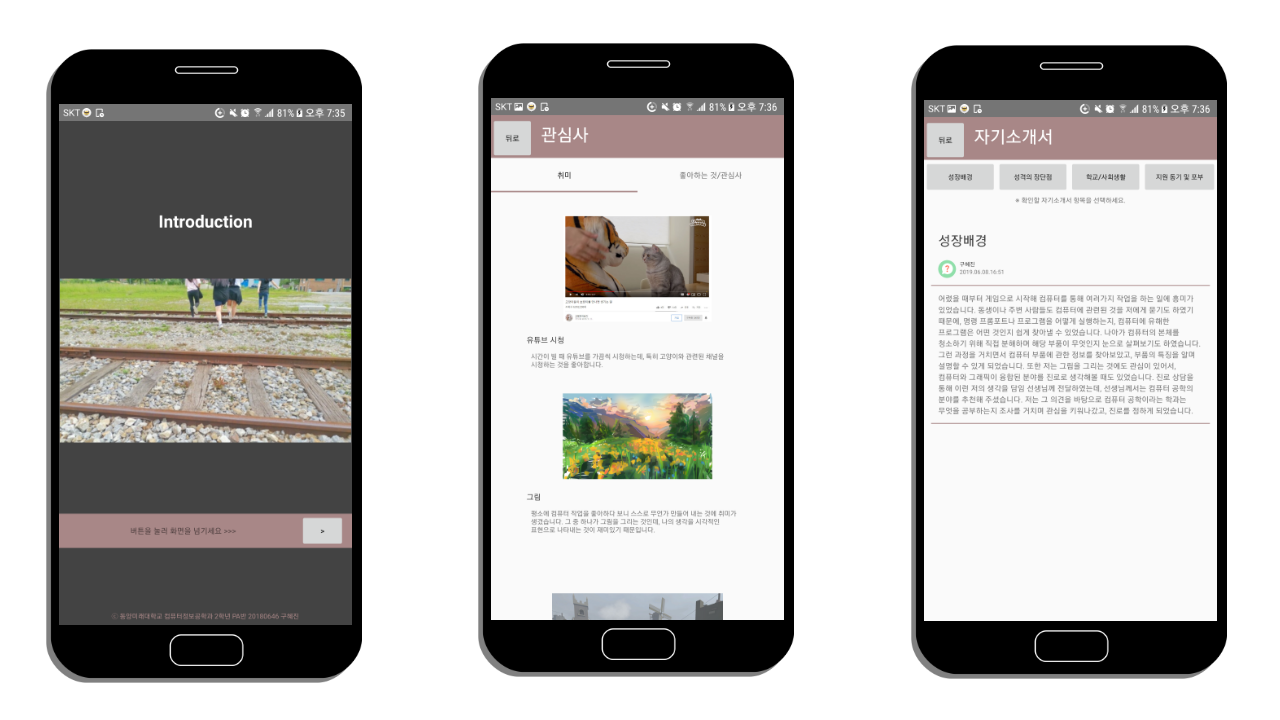 SKT 81% 오후 7:35
Introduction
버튼을 눌러 화면을 넘기세요 >>>
>
ⓒ 동양미래대학교 컴퓨터정보공학과 2학년 PA반 20180646 구혜진
SKT 81% 오후 7:36
뒤로
관심사
취미
좋아하는 것/관심사
유튜브 시청
시간이 빌 때 유튜브를 가끔씩 시청하는데, 특히 고양이와 관련된 채널을
시청하는 것을 좋아합니다.
그림
평소에 컴퓨터 작업을 좋아하다 보니 스스로 무언가 만들어 내는 것에 취미가
생겼습니다. 그 중 하나가 그림을 그리는 것인데, 나의 생각을 시각적인
표현으로 나타내는 것이 재미있기 때문입니다.
SKT 81% 오후 7:36
뒤로
자기소개서
성장배경
성격의 장단점
학교/사회생활
지원 동기 및 포부
※ 확인할 자기소개서 항목을 선택하세요.
성장배경
?
구혜진
2019.06.08.16:51
어렸을 때부터 게임으로 시작해 컴퓨터를 통해 여러가지 작업을 하는 일에 흥미가
있었습니다. 동생이나 주변 사람들도 컴퓨터에 관련된 것을 저에게 묻기도 하였기
때문에, 명령 프롬포트나 프로그램을 어떻게 실행하는지, 컴퓨터에 유해한
프로그램은 어떤 것인지 쉽게 찾아낼 수 있었습니다. 나아가 컴퓨터의 본체를
청소하기 위해 직접 분해하며 해당 부품이 무엇인지 눈으로 살펴보기도 하였습니다.
그런 과정을 거치면서 컴퓨터 부품에 관한 정보를 찾아보았고, 부품의 특징을 알며
설명할 수 있게 되었습니다. 또한 저는 그림을 그리는 것에도 관심이 있어서,
컴퓨터와 그래픽이 융합된 분야를 진로로 생각해볼 때도 있었습니다. 진로 상담을
통해 이런 저의 생각을 담임 선생님께 전달하였는데, 선생님께서는 컴퓨터 공학의
분야를 추천해 주셨습니다. 저는 그 의견을 바탕으로 컴퓨터 공학이라는 학과는
무엇을 공부하는지 조사를 거치며 관심을 키워나갔고, 진로를 정하게 되었습니다.